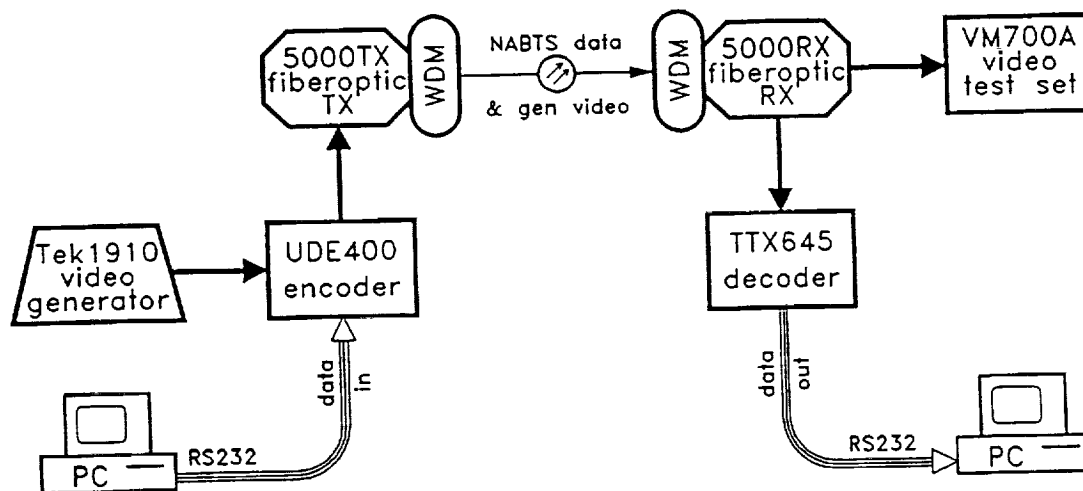 5000TX
fiberoptic
TX
WDM
NABTS data
& gen video
WDM
5000RX
fiberoptic
RX
VM700A
video
test set
Tek1910
video
generator
UDE400
encoder
TTX645
decoder
data
in
data
out
PC
RS232
RS232
PC